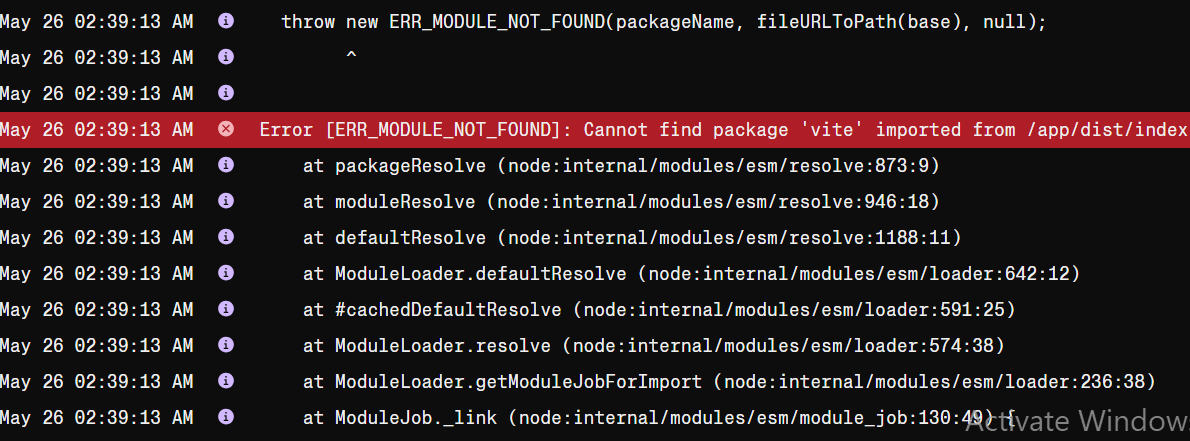 May 26 02:39:13 AM throw new ERR_MODULE_NOT_FOUND(packageName, fileURLToPath(base), null);
May 26 02:39:13 AM ^
May 26 02:39:13 AM
May 26 02:39:13 AM Error [ERR_MODULE_NOT_FOUND]: Cannot find package 'vite' imported from /app/dist/index
May 26 02:39:13 AM at packageResolve (node:internal/modules/esm/resolve:873:9)
May 26 02:39:13 AM at moduleResolve (node:internal/modules/esm/resolve:946:18)
May 26 02:39:13 AM at defaultResolve (node:internal/modules/esm/resolve:1188:11)
May 26 02:39:13 AM at ModuleLoader.defaultResolve (node:internal/modules/esm/loader:642:12)
May 26 02:39:13 AM at #cachedDefaultResolve (node:internal/modules/esm/loader:591:25)
May 26 02:39:13 AM at ModuleLoader.resolve (node:internal/modules/esm/loader:574:38)
May 26 02:39:13 AM at ModuleLoader.getModuleJobForImport (node:internal/modules/esm/loader:236:38)
May 26 02:39:13 AM at ModuleJob._link (node:internal/modules/esm/module_job:130:49) {
Activate Windows